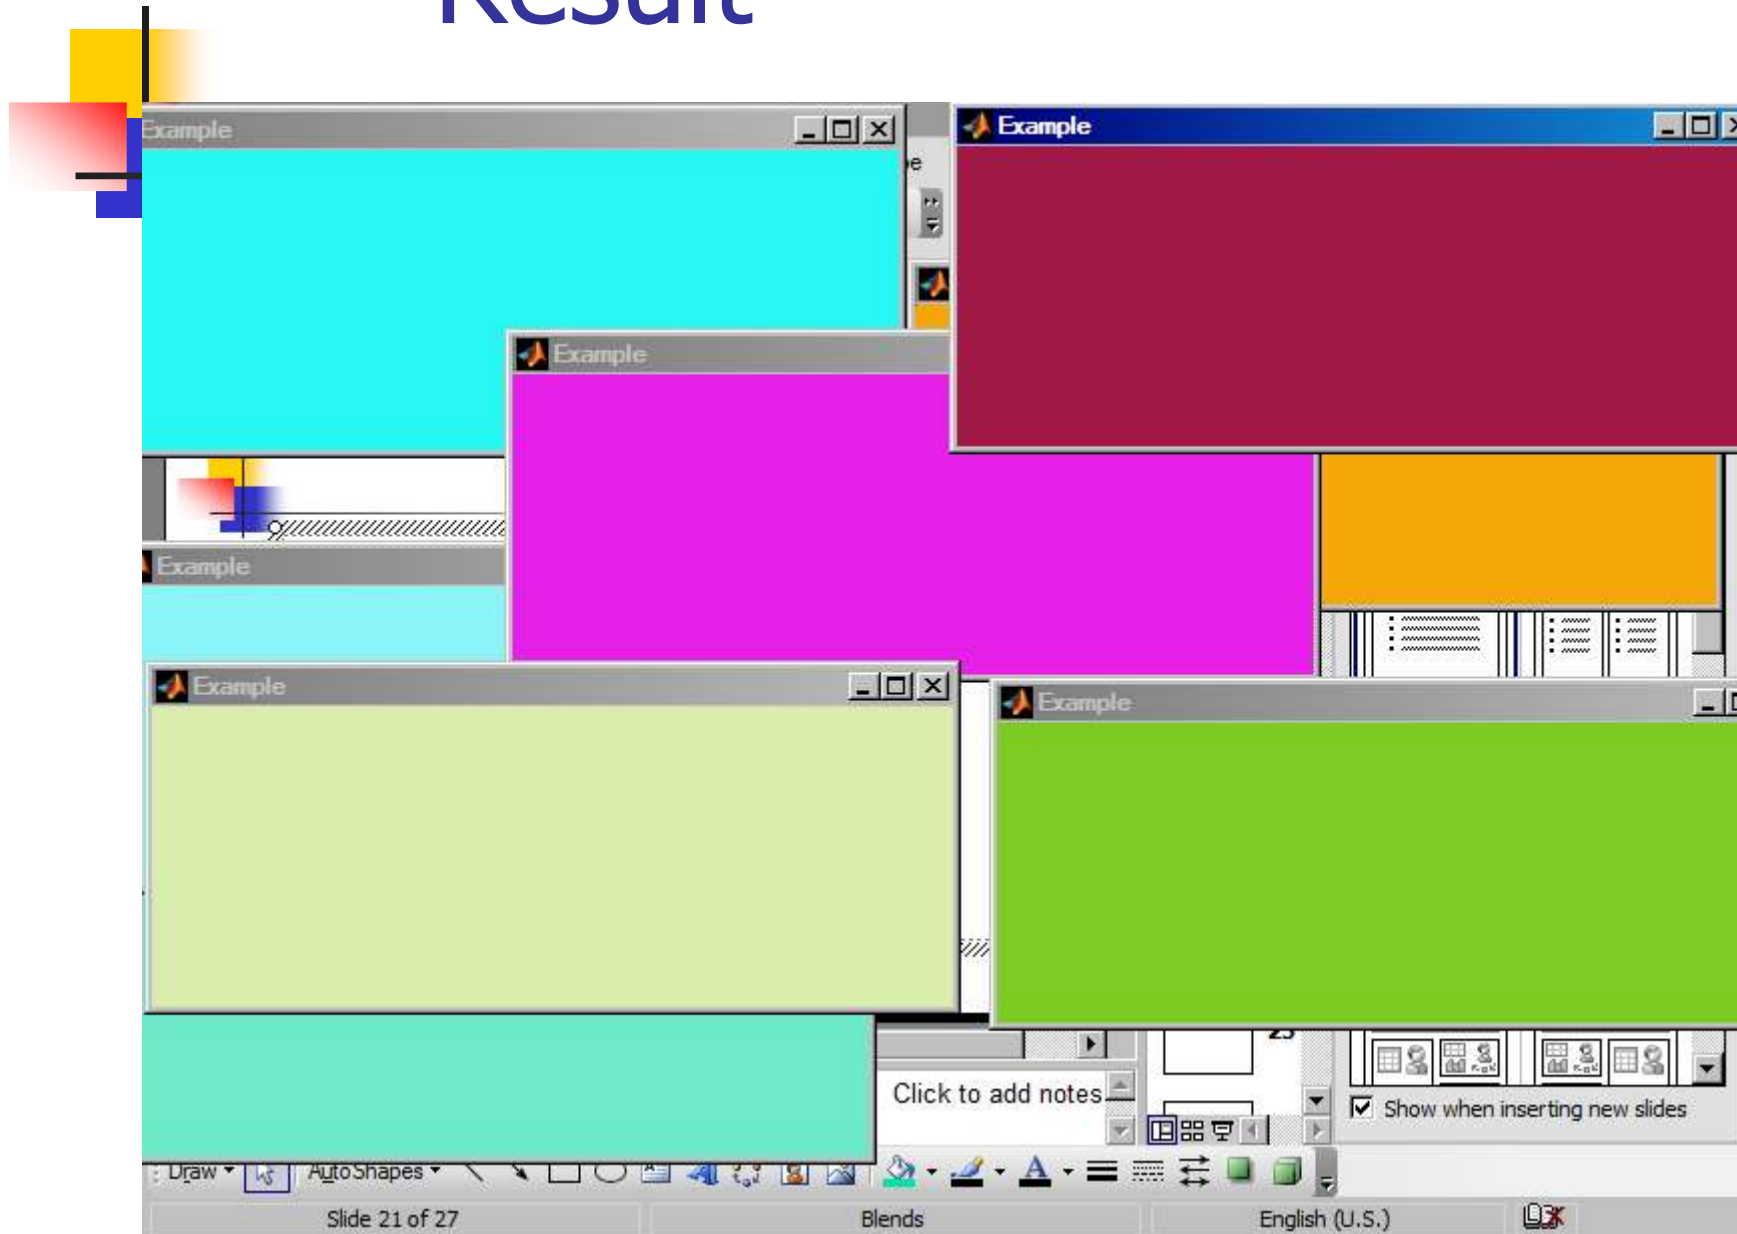 Result
Example
Example
e
Example
Example
Example
Example
Click to add notes
Show when inserting new slides
Draw
AutoShapes
Slide 21 of 27
Blends
English (U.S.)